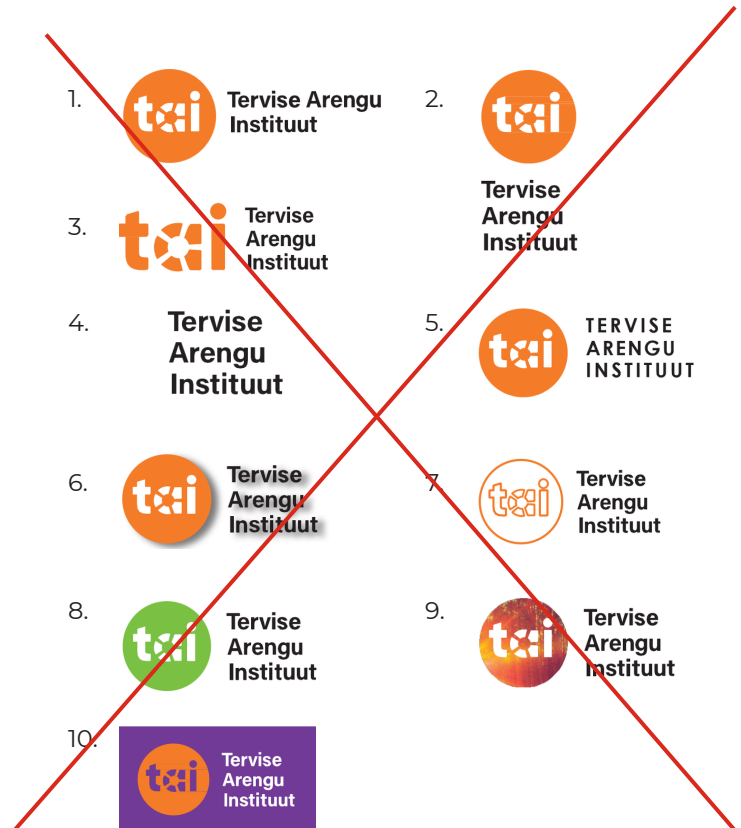 1.
tai
Tervise Arengu
Instituut
2.
tai
Tervise
Arengu
Instituut
3.
tai
Tervise
Arengu
Instituut
4.
Tervise
Arengu
Instituut
5.
tai
TERVISE
ARENGU
INSTITUUT
6.
tai
Tervise
Arengu
Instituut
7.
tai
Tervise
Arengu
Instituut
8.
tai
Tervise
Arengu
Instituut
9.
tai
Tervise
Arengu
Instituut
10.
tai
Tervise
Arengu
Instituut